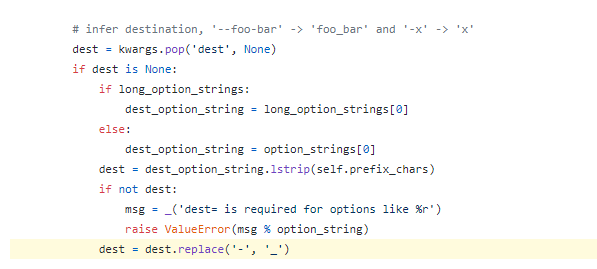 # infer destination, '--foo-bar' -> 'foo_bar' and '-x' -> 'x'
dest = kwargs.pop('dest', None)
if dest is None:
    if long_option_strings:
        dest_option_string = long_option_strings[0]
    else:
        dest_option_string = option_strings[0]
    dest = dest_option_string.lstrip(self.prefix_chars)
    if not dest:
        msg = _('dest= is required for options like %r')
        raise ValueError(msg % option_string)
    dest = dest.replace('-', '_')